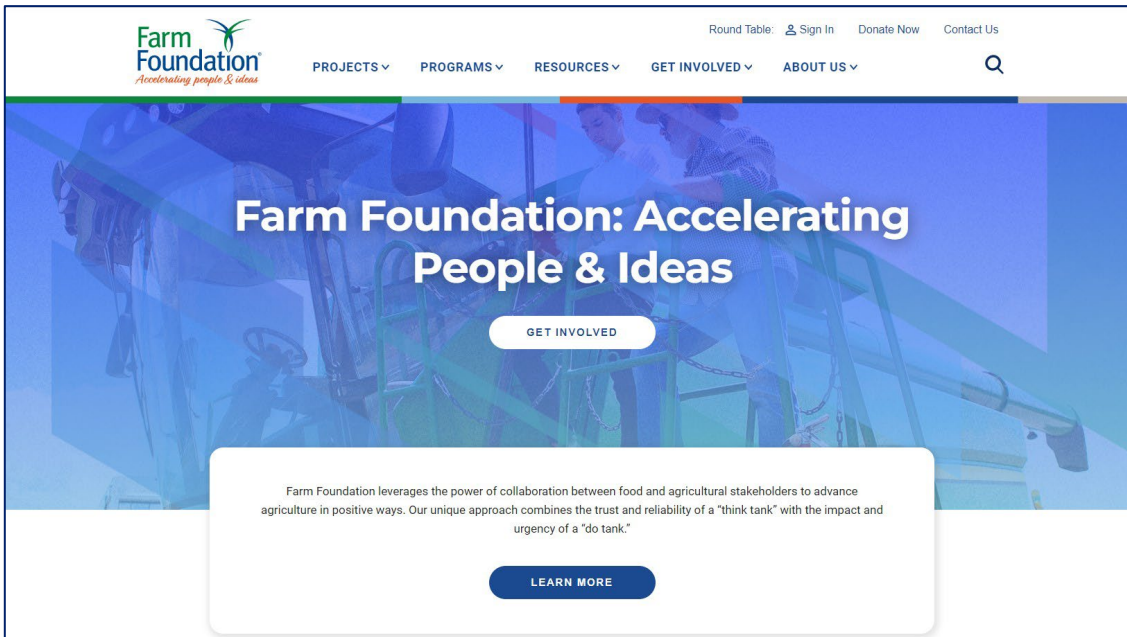 Farm
Foundation®
Accelerating people & ideas
Round Table: Sign In Donate Now Contact Us
PROJECTS PROGRAMS RESOURCES GET INVOLVED ABOUT US
Farm Foundation: Accelerating
People & Ideas
GET INVOLVED
Farm Foundation leverages the power of collaboration between food and agricultural stakeholders to advance
agriculture in positive ways. Our unique approach combines the trust and reliability of a “think tank” with the impact and
urgency of a “do tank.”
LEARN MORE